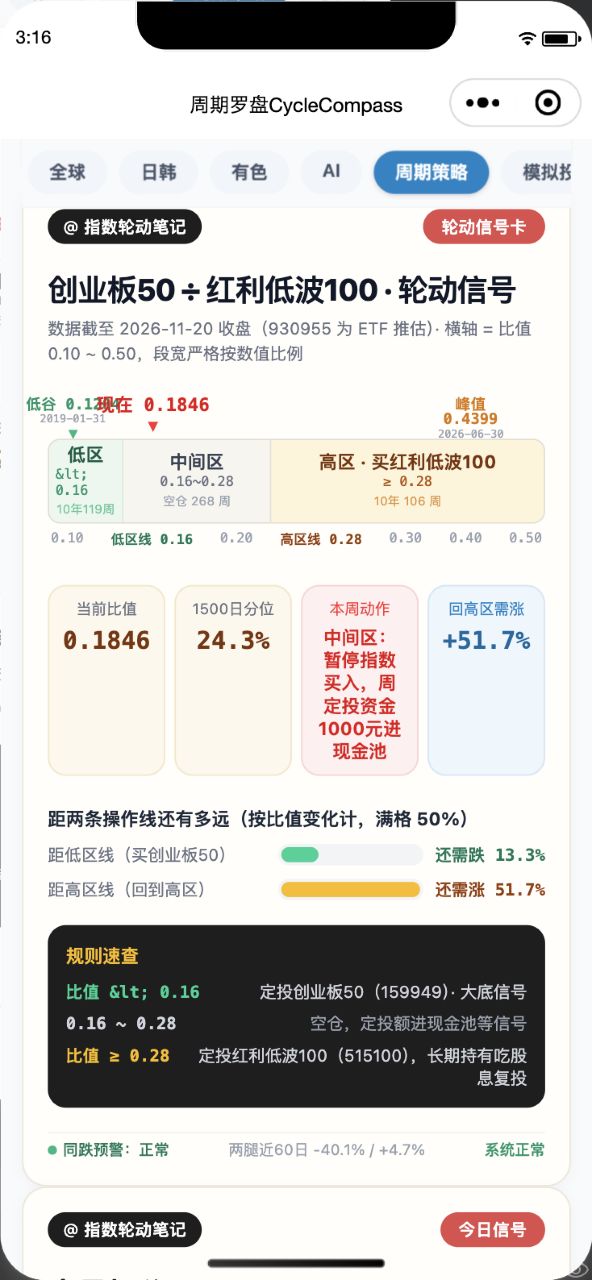 3:16
周期罗盘CycleCompass
全球 日韩 有色 AI 周期策略 模拟投
@ 指数轮动笔记 轮动信号卡
创业板50 ÷ 红利低波100 · 轮动信号
数据截至 2026-11-20 收盘（930955 为 ETF 推估）· 横轴 = 比值
0.10 ~ 0.50，段宽严格按数值比例
低谷 0.12 现在 0.1846
2019-01-31
峰值
0.4399
2026-06-30
低区
&lt;
0.16
10年119周
中间区
0.16~0.28
空仓 268 周
高区 · 买红利低波100
≥ 0.28
10年 106 周
0.10 低区线 0.16 0.20 高区线 0.28 0.30 0.40 0.50
当前比值
0.1846
1500日分位
24.3%
本周动作
中间区：
暂停指数
买入，周
定投资金
1000元进
现金池
回高区需涨
+51.7%
距两条操作线还有多远（按比值变化计，满格 50%）
距低区线（买创业板50） 还需跌 13.3%
距高区线（回到高区） 还需涨 51.7%
规则速查
比值 &lt; 0.16 定投创业板50（159949）· 大底信号
0.16 ~ 0.28 空仓，定投额进现金池等信号
比值 ≥ 0.28 定投红利低波100（515100），长期持有吃股
息复投
同跌预警：正常 两腿近60日 -40.1% / +4.7% 系统正常
@ 指数轮动笔记 今日信号